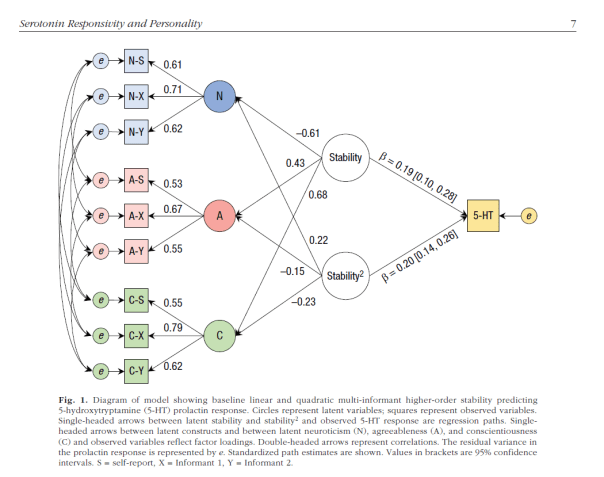 Serotonin Responsivity and Personality 7
e N-S 0.61
e N-X 0.71 N
e N-Y 0.62
–0.61
Stability
0.43
β = 0.19 [0.10, 0.28]
e A-S 0.53
0.68
e A-X 0.67 A
5-HT e
e A-Y 0.55
0.22
β = 0.20 [0.14, 0.26]
–0.15
Stability²
–0.23
e C-S 0.55
e C-X 0.79 C
e C-Y 0.62
Fig. 1. Diagram of model showing baseline linear and quadratic multi-informant higher-order stability predicting
5-hydroxytryptamine (5-HT) prolactin response. Circles represent latent variables; squares represent observed variables.
Single-headed arrows between latent stability and stability² and observed 5-HT response are regression paths. Single-
headed arrows between latent constructs and between latent neuroticism (N), agreeableness (A), and conscientiousness
(C) and observed variables reflect factor loadings. Double-headed arrows represent correlations. The residual variance in
the prolactin response is represented by e. Standardized path estimates are shown. Values in brackets are 95% confidence
intervals. S = self-report, X = Informant 1, Y = Informant 2.